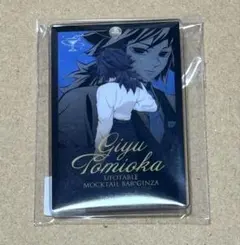 Giyu
Tomioka
UFOTABLE
MOCKTAIL BAR GINZA